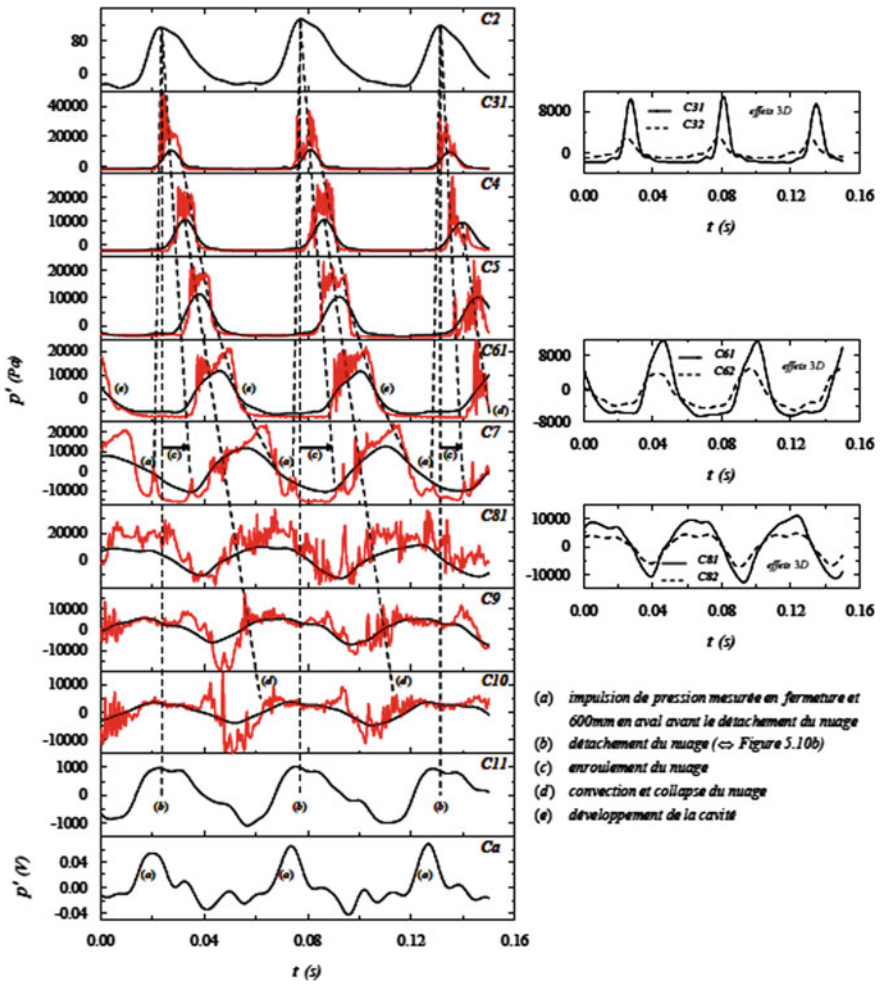 C2
80
0
C31
40000
20000
0
C4
20000
10000
0
C5
20000
10000
0
p' (Pa)
C61
20000
10000
0
(e) (e) (e)
(d)
C7
20000
10000
0
-10000
(a) (c) (a) (c) (a) (c)
C81
20000
0
C9
10000
0
-10000
C10
10000
0
-10000
(d) (d)
C11
1000
0
-1000
(b) (b) (b)
p' (V)
Ca
0.04
0.00
-0.04
(a) (a) (a)
0.00 0.04 0.08 0.12 0.16
t (s)
8000
0
C31
C32
effets 3D
0.00 0.04 0.08 0.12 0.16
t (s)
8000
0
-8000
C61
C62
effets 3D
0.00 0.04 0.08 0.12 0.16
t (s)
10000
0
-10000
C81
C82
effets 3D
0.00 0.04 0.08 0.12 0.16
t (s)
(a) impulsion de pression mesurée en fermeture et
600mm en aval avant le détachement du nuage
(b) détachement du nuage (⇔ Figure 5.10b)
(c) enroulement du nuage
(d) convection et collapse du nuage
(e) développement de la cavité